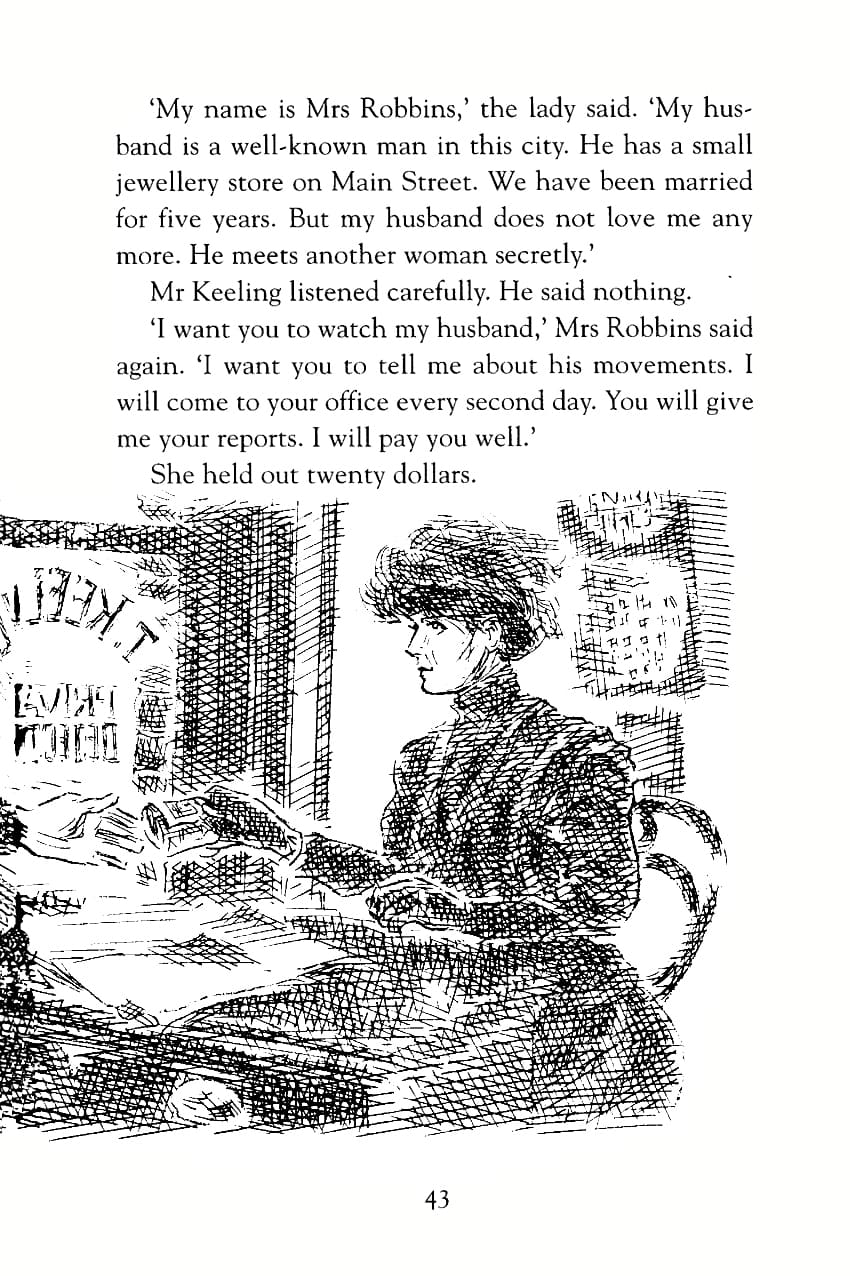 ‘My name is Mrs Robbins,’ the lady said. ‘My hus-
band is a well-known man in this city. He has a small
jewellery store on Main Street. We have been married
for five years. But my husband does not love me any
more. He meets another woman secretly.’
Mr Keeling listened carefully. He said nothing.
‘I want you to watch my husband,’ Mrs Robbins said
again. ‘I want you to tell me about his movements. I
will come to your office every second day. You will give
me your reports. I will pay you well.’
She held out twenty dollars.
T. KEEL
43